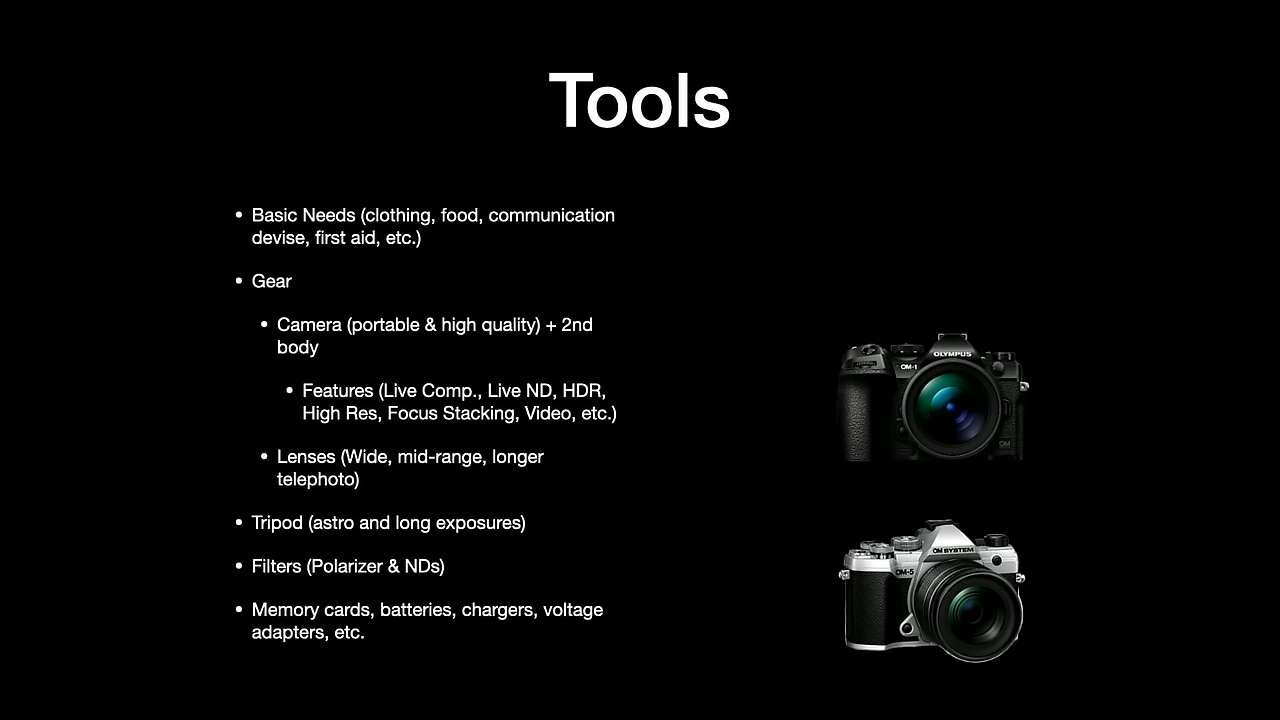 Tools
• Basic Needs (clothing, food, communication
devise, first aid, etc.)
• Gear
• Camera (portable & high quality) + 2nd
body
• Features (Live Comp., Live ND, HDR,
High Res, Focus Stacking, Video, etc.)
• Lenses (Wide, mid-range, longer
telephoto)
• Tripod (astro and long exposures)
• Filters (Polarizer & NDs)
• Memory cards, batteries, chargers, voltage
adapters, etc.
OLYMPUS
OM-1
OM
OM SYSTEM
OM-5